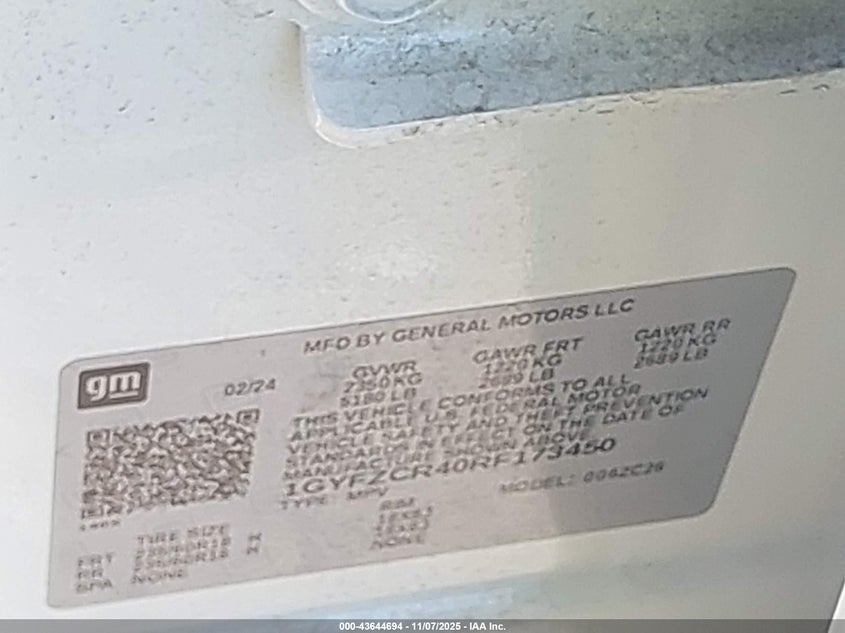 MFD BY GENERAL MOTORS LLC
gm
02/24
GVWR GAWR FRT GAWR RR
2350 KG 1220 KG 1220 KG
5180 LB 2689 LB 2689 LB
THIS VEHICLE CONFORMS TO ALL
APPLICABLE U.S. FEDERAL MOTOR
VEHICLE SAFETY AND THEFT PREVENTION
STANDARDS IN EFFECT ON THE DATE OF
MANUFACTURE SHOWN ABOVE.
1GYFZCR40RF173450
TYPE: MPV MODEL:
TIRE SIZE
FRT
RR
SPA NONE NONE
000-43644694 - 11/07/2025 - IAA Inc.